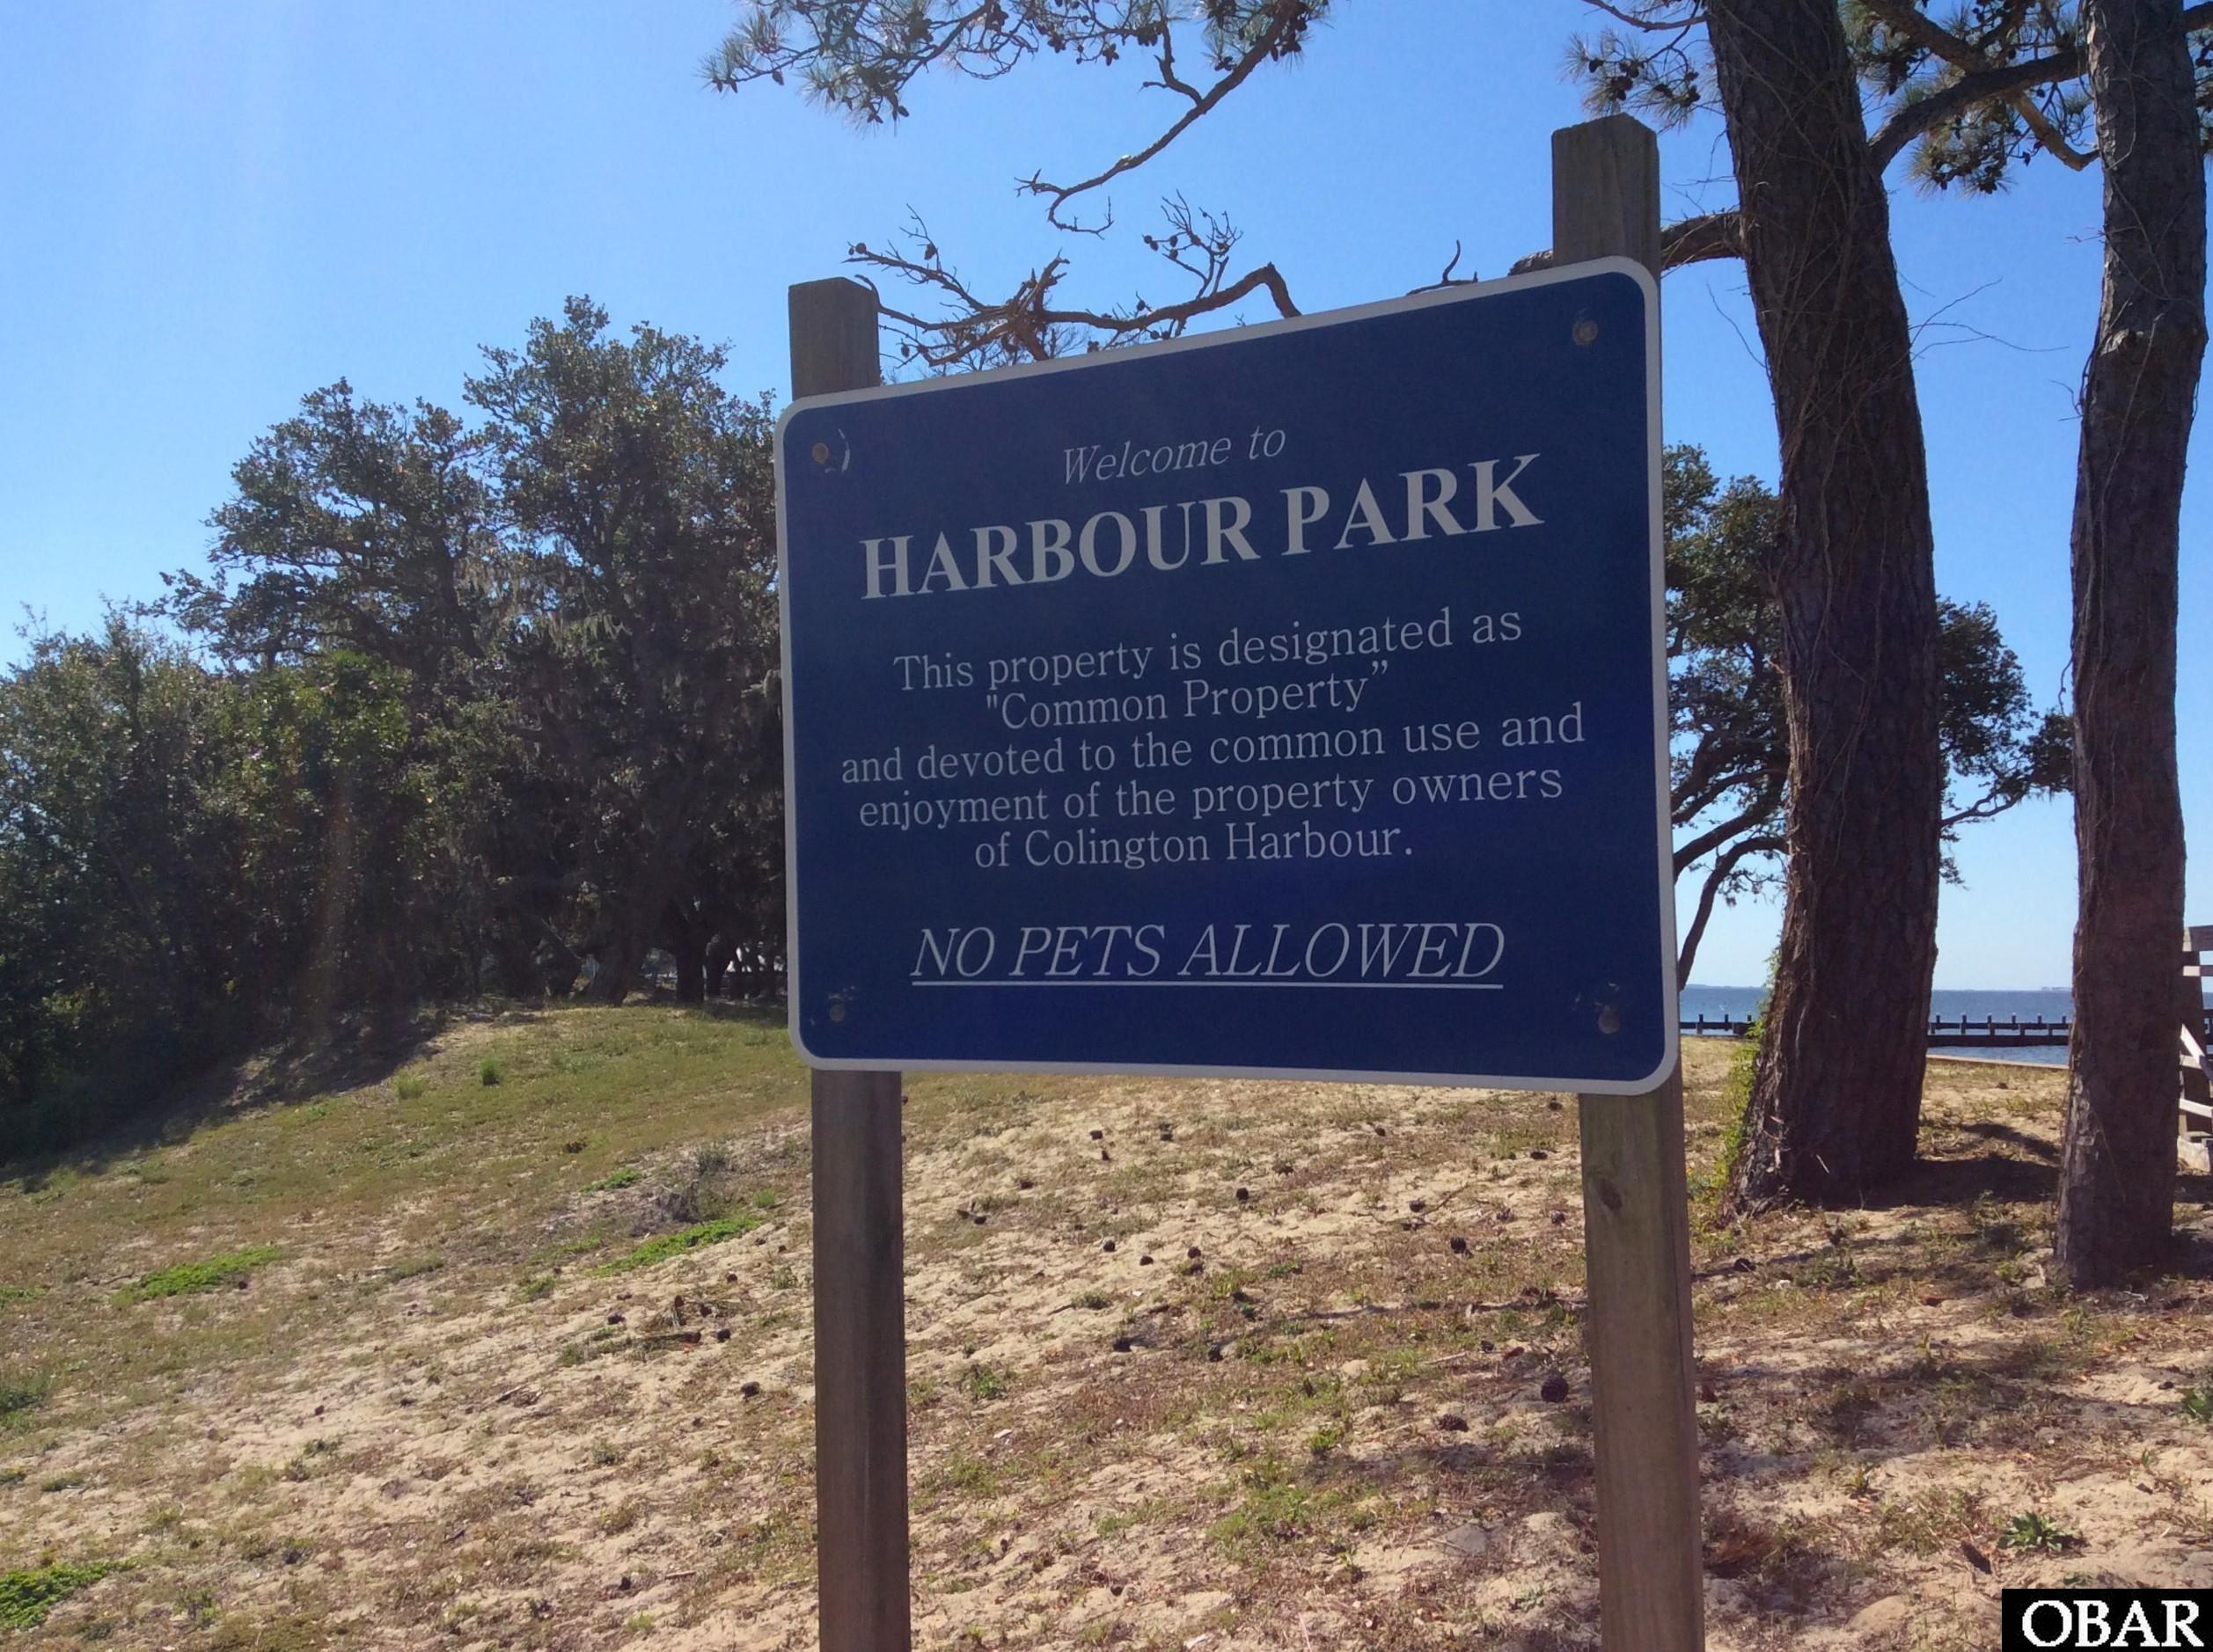 Welcome to
HARBOUR PARK
This property is designated as
"Common Property”
and devoted to the common use and
enjoyment of the property owners
of Colington Harbour.
NO PETS ALLOWED
OBAR